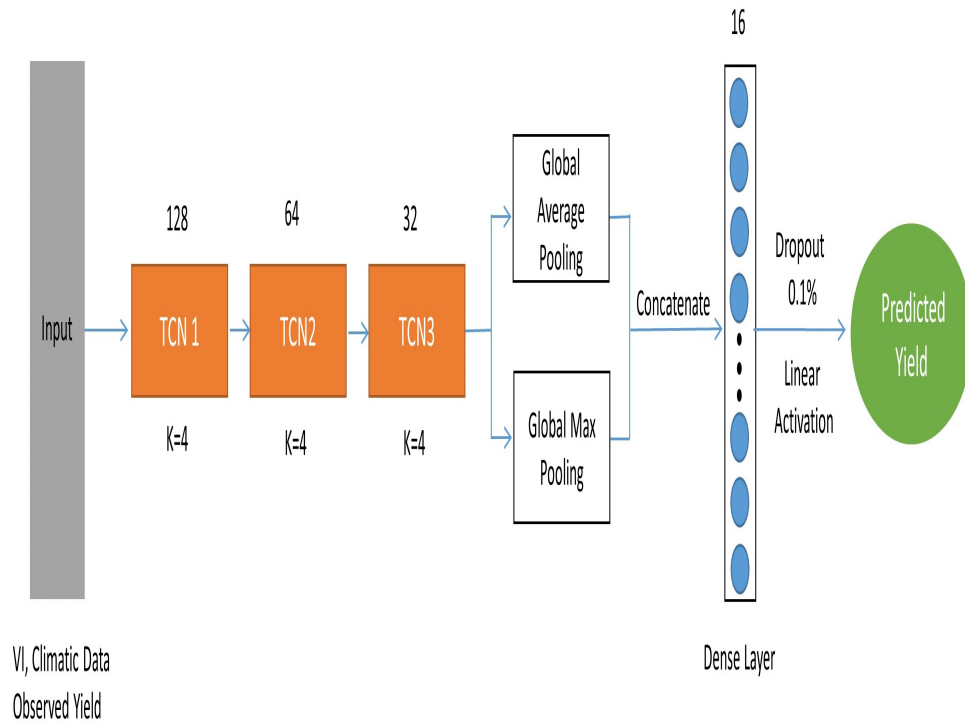 16
128
64
32
Global
Average
Pooling
Input
TCN 1
TCN2
TCN3
K=4
K=4
K=4
Global Max
Pooling
Concatenate
Dropout
0.1%
Linear
Activation
Predicted
Yield
Dense Layer
VI, Climatic Data
Observed Yield